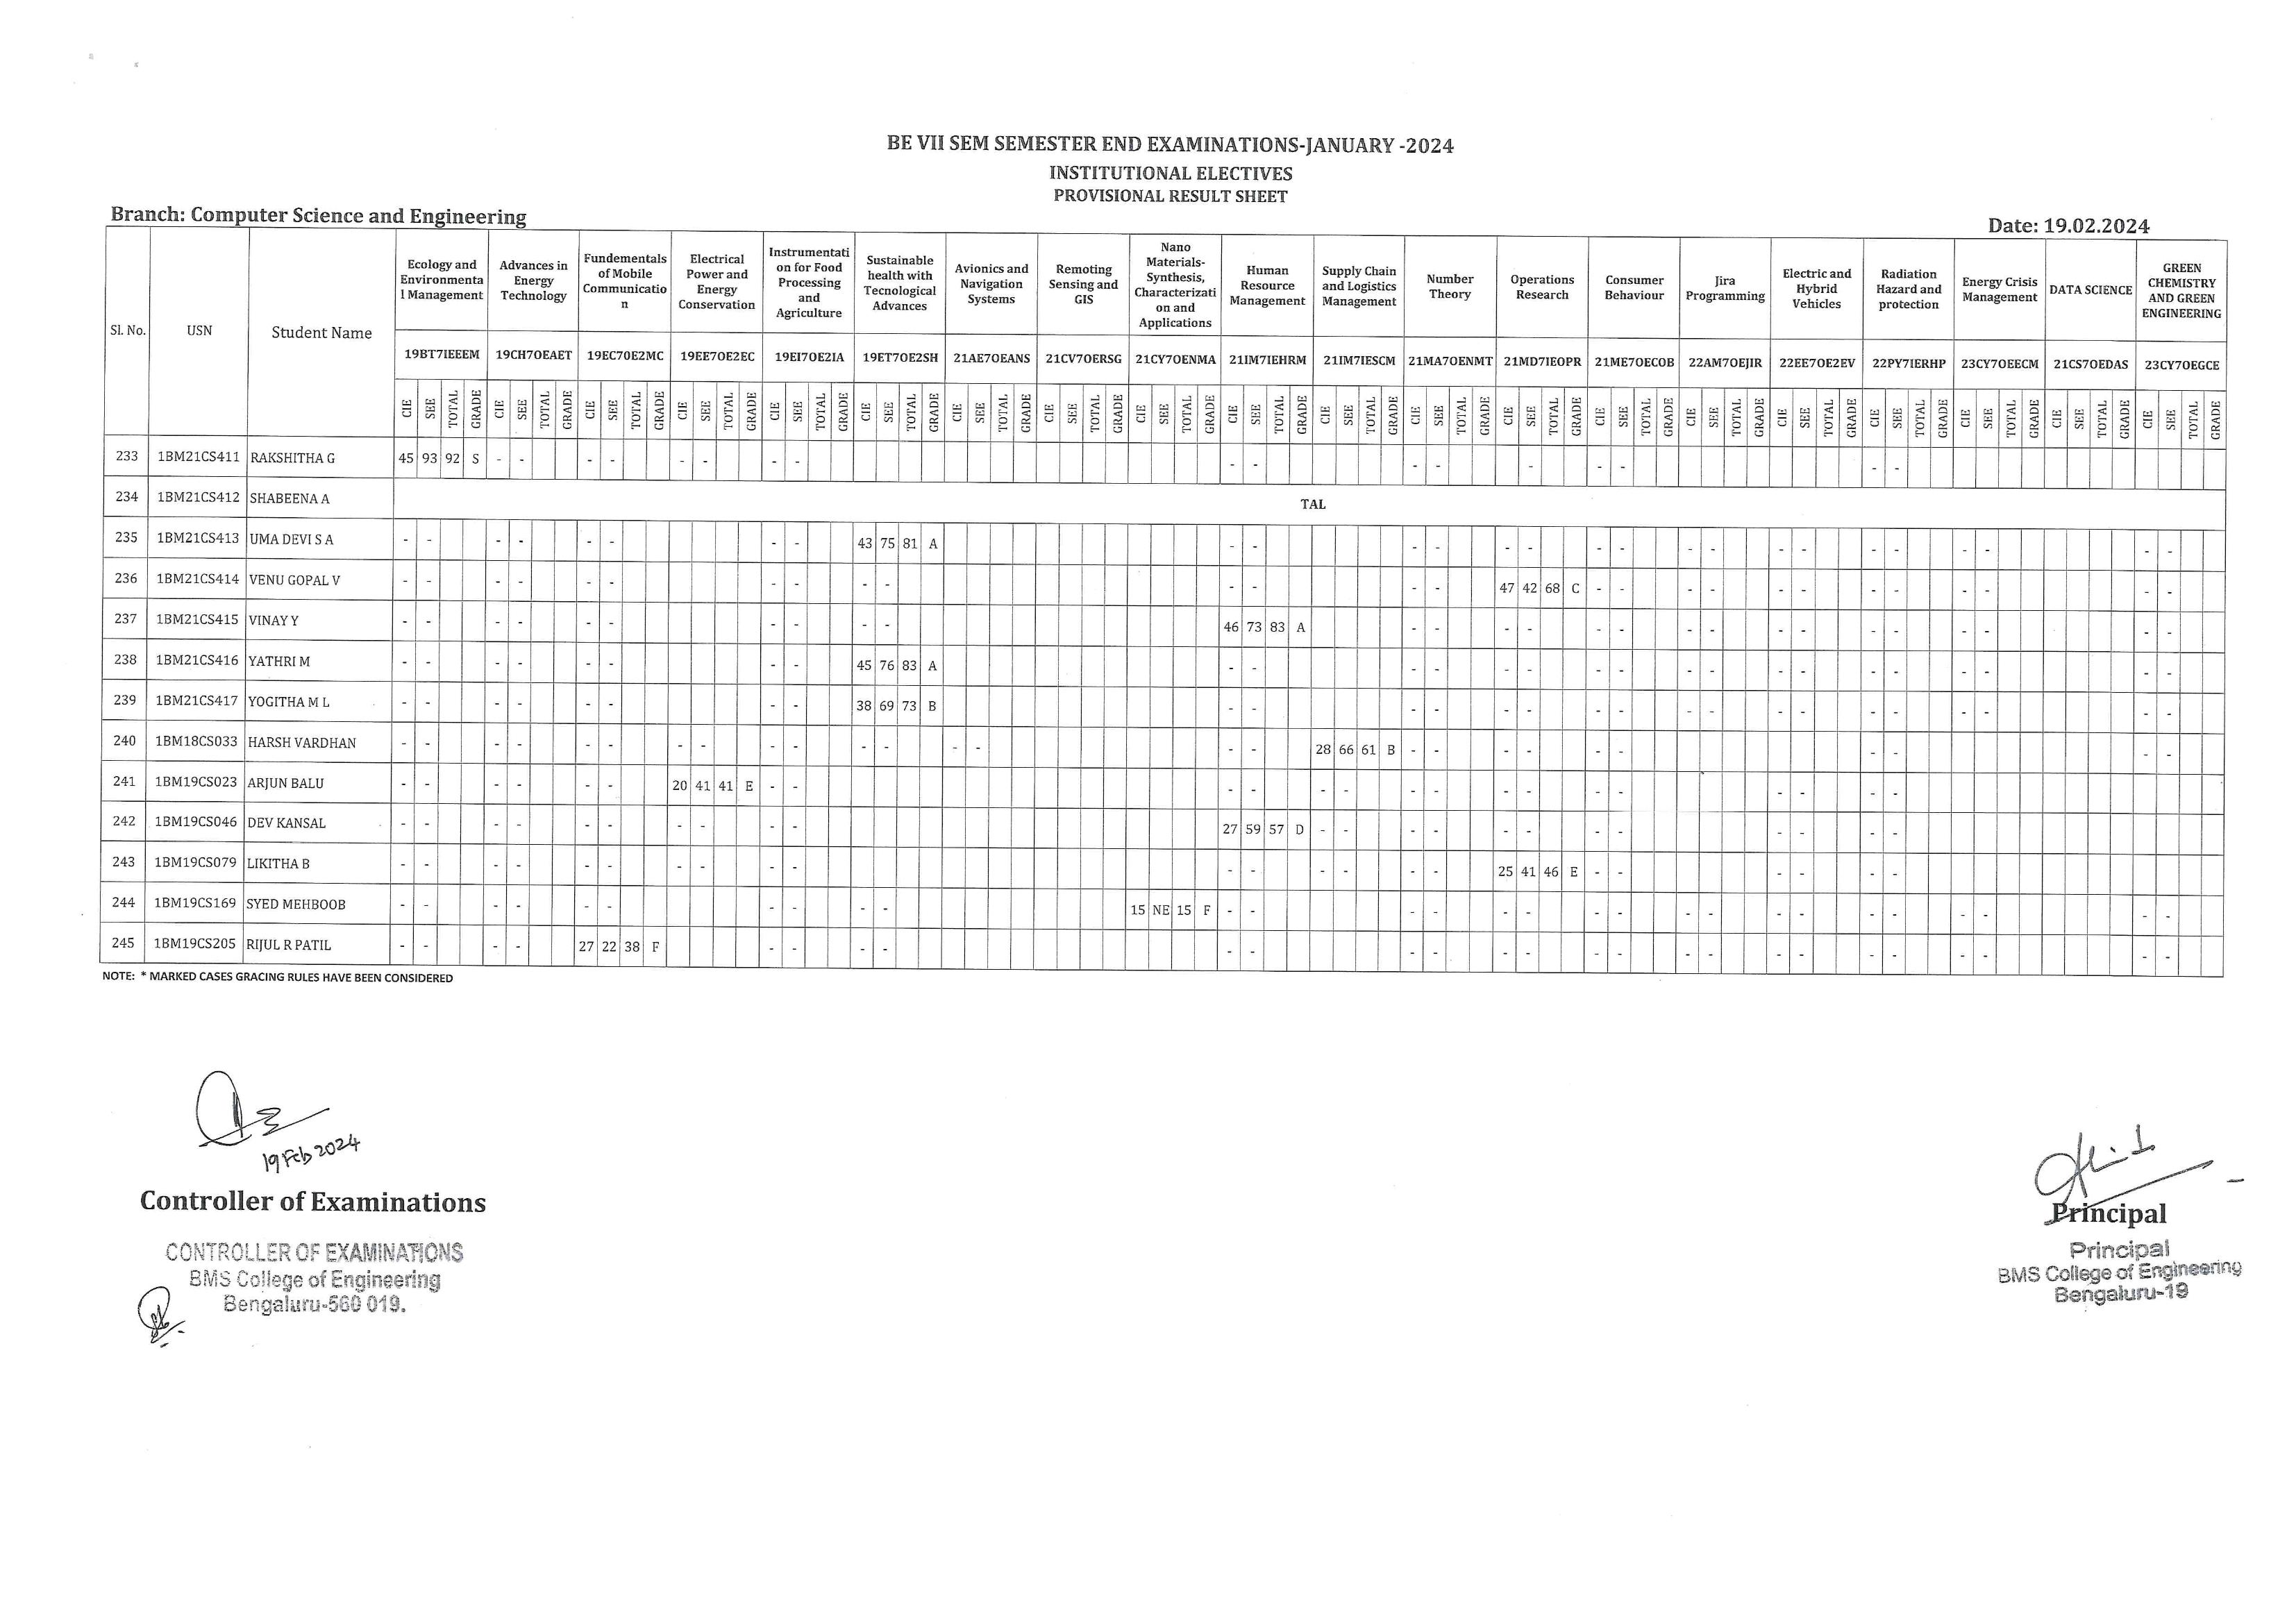 BE VII SEM SEMESTER END EXAMINATIONS-JANUARY -2024
INSTITUTIONAL ELECTIVES
PROVISIONAL RESULT SHEET
Branch: Computer Science and Engineering
Date: 19.02.2024
Sl. No. USN Student Name
Ecology and Environmenta l Management
Advances in Energy Technology
Fundementals of Mobile Communicatio n
Electrical Power and Energy Conservation
Instrumentati on for Food Processing and Agriculture
Sustainable health with Tecnological Advances
Avionics and Navigation Systems
Remoting Sensing and GIS
Nano Materials- Synthesis, Characterizati on and Applications
Human Resource Management
Supply Chain and Logistics Management
Number Theory
Operations Research
Consumer Behaviour
Jira Programming
Electric and Hybrid Vehicles
Radiation Hazard and protection
Energy Crisis Management
DATA SCIENCE
GREEN CHEMISTRY AND GREEN ENGINEERING
19BT7IEEEM 19CH7OEAET 19EC7OE2MC 19EE7OE2EC 19EI7OE2IA 19ET7OE2SH 21AE7OEANS 21CV7OERSG 21CY7OENMA 21IM7IEHRM 21IM7IESCM 21MA7OENMT 21MD7IEOPR 21ME7OECOB 22AM7OEJIR 22EE7OE2EV 22PY7IERHP 23CY7OEECM 21CS7OEDAS 23CY7OEGCE
CIE SEE TOTAL GRADE CIE SEE TOTAL GRADE CIE SEE TOTAL GRADE CIE SEE TOTAL GRADE CIE SEE TOTAL GRADE CIE SEE TOTAL GRADE CIE SEE TOTAL GRADE CIE SEE TOTAL GRADE CIE SEE TOTAL GRADE CIE SEE TOTAL GRADE CIE SEE TOTAL GRADE CIE SEE TOTAL GRADE CIE SEE TOTAL GRADE CIE SEE TOTAL GRADE CIE SEE TOTAL GRADE CIE SEE TOTAL GRADE CIE SEE TOTAL GRADE CIE SEE TOTAL GRADE CIE SEE TOTAL GRADE CIE SEE TOTAL GRADE
233 1BM21CS411 RAKSHITHA G 45 93 92 S - - - - - - - - - - - - - - - - -
234 1BM21CS412 SHABEENA A TAL
235 1BM21CS413 UMA DEVI S A - - - - - - - - 43 75 81 A - - - - - - - - - - - - - - - - - -
236 1BM21CS414 VENU GOPAL V - - - - - - - - - - - - - - 47 42 68 C - - - - - - - - - - - -
237 1BM21CS415 VINAY Y - - - - - - - - - - 46 73 83 A - - - - - - - - - - - - - - - -
238 1BM21CS416 YATHRI M - - - - - - - - 45 76 83 A - - - - - - - - - - - - - - - - - -
239 1BM21CS417 YOGITHA M L - - - - - - - - 38 69 73 B - - - - - - - - - - - - - - - - - -
240 1BM18CS033 HARSH VARDHAN - - - - - - - - - - - - - - - - 28 66 61 B - - - - - - - - - -
241 1BM19CS023 ARJUN BALU - - - - - - 20 41 41 E - - - - - - - - - - - - - - - -
242 1BM19CS046 DEV KANSAL - - - - - - - - - - 27 59 57 D - - - - - - - - - - - -
243 1BM19CS079 LIKITHA B - - - - - - - - - - - - - - - - 25 41 46 E - - - - - -
244 1BM19CS169 SYED MEHBOOB - - - - - - - - - - 15 NE 15 F - - - - - - - - - - - - - - - - - -
245 1BM19CS205 RIJUL R PATIL - - - - 27 22 38 F - - - - - - - - - - - - - - - - - - - - - -
NOTE: * MARKED CASES GRACING RULES HAVE BEEN CONSIDERED
19 Feb 2024
Controller of Examinations
CONTROLLER OF EXAMINATIONS
BMS College of Engineering
Bengaluru-560 019.
Principal
Principal
BMS College of Engineering
Bengaluru-19